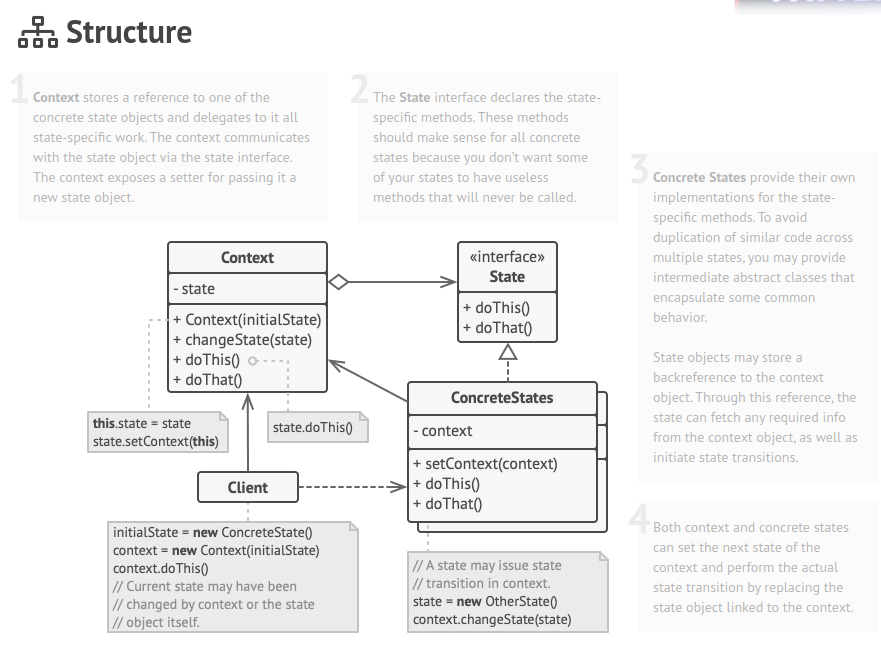 Structure
1
Context stores a reference to one of the
concrete state objects and delegates to it all
state-specific work. The context communicates
with the state object via the state interface.
The context exposes a setter for passing it a
new state object.
2
The State interface declares the state-
specific methods. These methods
should make sense for all concrete
states because you don't want some
of your states to have useless
methods that will never be called.
3
Concrete States provide their own
implementations for the state-
specific methods. To avoid
duplication of similar code across
multiple states, you may provide
intermediate abstract classes that
encapsulate some common
behavior.
State objects may store a
backreference to the context
object. Through this reference, the
state can fetch any required info
from the context object, as well as
initiate state transitions.
4
Both context and concrete states
can set the next state of the
context and perform the actual
state transition by replacing the
state object linked to the context.
Context
- state
+ Context(initialState)
+ changeState(state)
+ doThis()
+ doThat()
«interface»
State
+ doThis()
+ doThat()
this.state = state
state.setContext(this)
state.doThis()
ConcreteStates
- context
+ setContext(context)
+ doThis()
+ doThat()
Client
initialState = new ConcreteState()
context = new Context(initialState)
context.doThis()
// Current state may have been
// changed by context or the state
// object itself.
// A state may issue state
// transition in context.
state = new OtherState()
context.changeState(state)